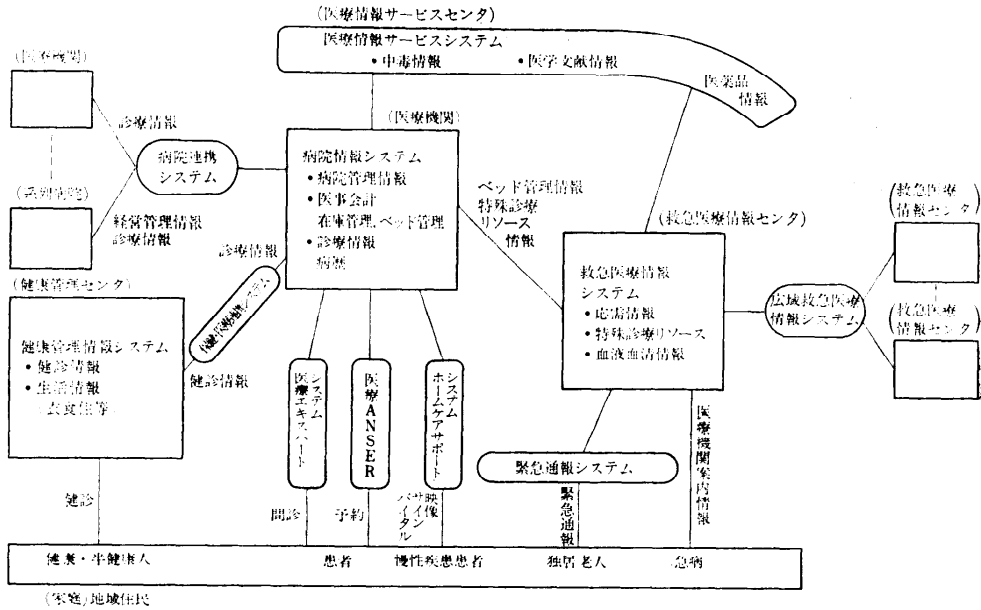 (医療情報サービスセンタ)
医療情報サービスシステム
• 中毒情報
• 医学文献情報
医薬品
情報
(医療機関)
診療情報
病院連携
システム
(系列病院)
経営管理情報
診療情報
(医療機関)
病院情報システム
• 病院管理情報
• 医事会計
在庫管理、ベッド管理
• 診療情報
病歴
ベッド管理情報
特殊診療
リソース
情報
(救急医療情報センタ)
救急医療情報
システム
• 応需情報
• 特殊診療リソース
• 血液血清情報
広域救急医療
情報システム
(救急医療
情報センタ)
(救急医療
情報センタ)
診療情報
健診情報
(健康管理センタ)
健康管理情報システム
• 健診情報
• 生活情報
(衣食住等)
医療エキスパート
システム
医療ANSER
ホームケアサポート
システム
緊急通報システム
医療機関案内情報
健診
問診
予約
映像
バイタル
サイン
緊急通報
健康・半健康人
患者
慢性疾患患者
独居老人
急病
(家庭)地域住民